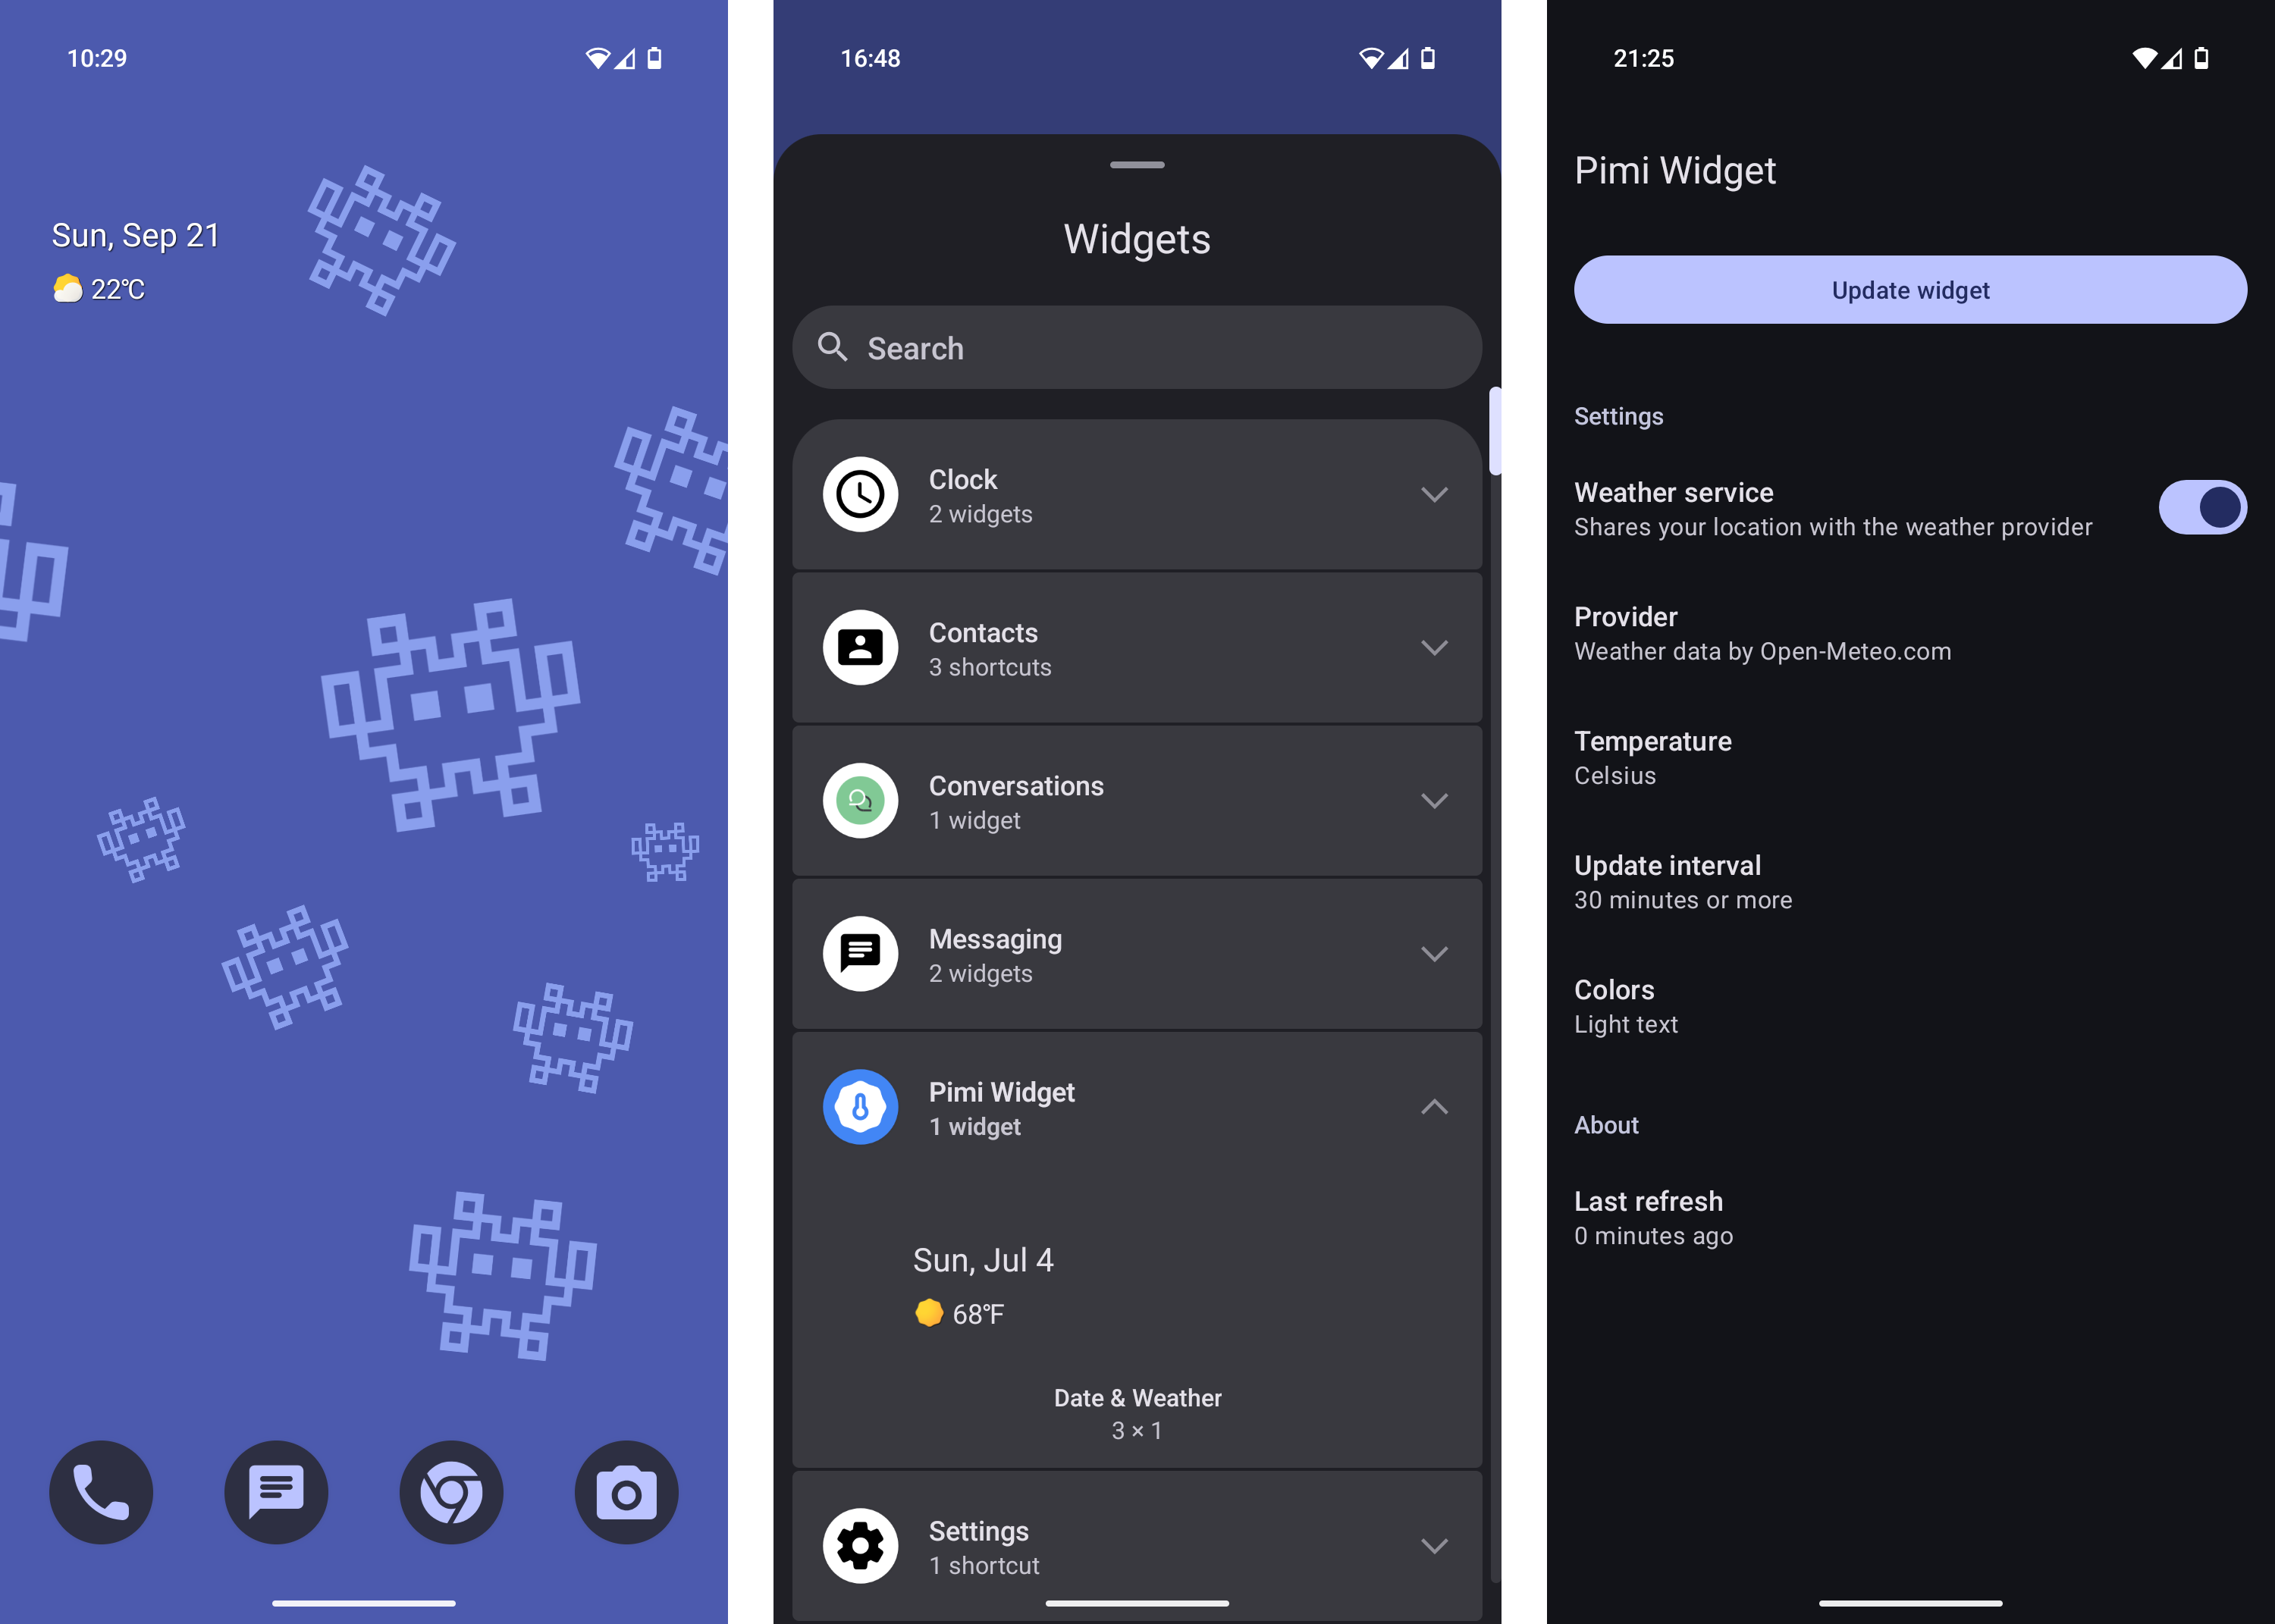 10:29
Sun, Sep 21
22°C
16:48
Widgets
Search
Clock
2 widgets
Contacts
3 shortcuts
Conversations
1 widget
Messaging
2 widgets
Pimi Widget
1 widget
Sun, Jul 4
68°F
Date & Weather
3 × 1
Settings
1 shortcut
21:25
Pimi Widget
Update widget
Settings
Weather service
Shares your location with the weather provider
Provider
Weather data by Open-Meteo.com
Temperature
Celsius
Update interval
30 minutes or more
Colors
Light text
About
Last refresh
0 minutes ago